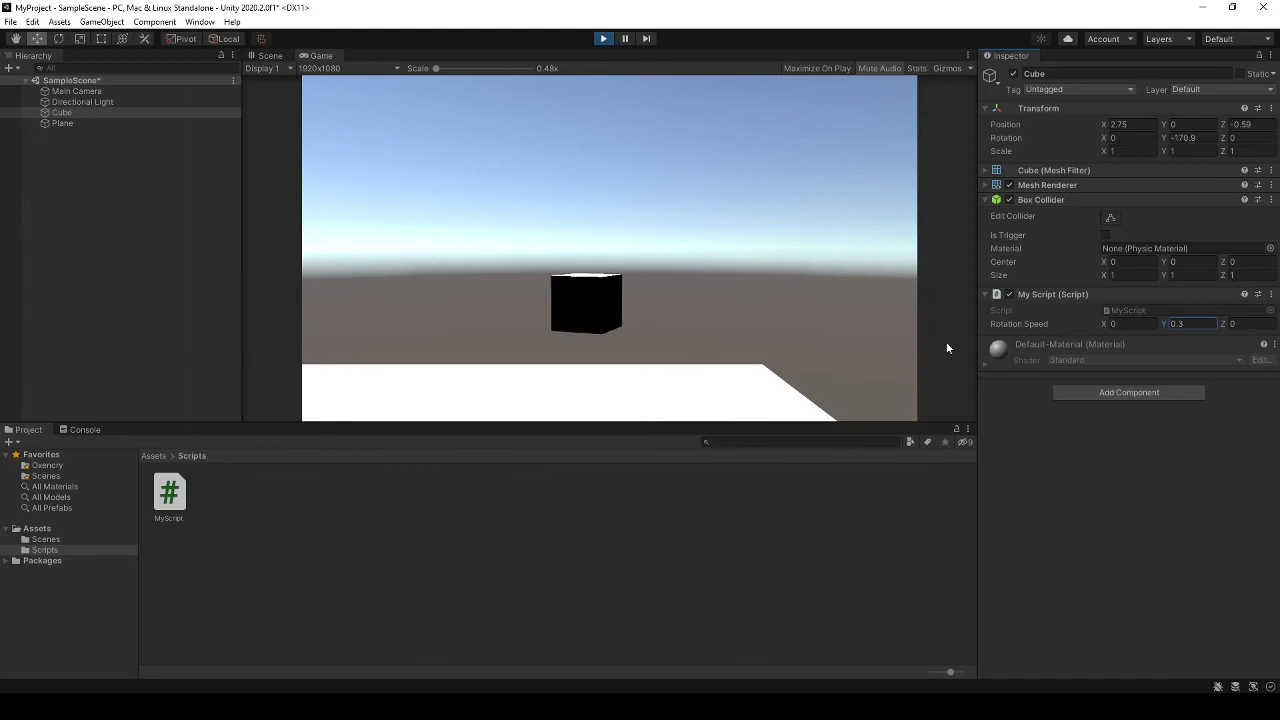 MyProject - SampleScene - PC, Mac & Linux Standalone - Unity 2020.2.0f1* <DX11>
File Edit Assets GameObject Component Window Help
Pivot Local Account Layers Default
Hierarchy
All
SampleScene*
Main Camera
Directional Light
Cube
Plane
Scene Game
Display 1 1920x1080 Scale 0.48x Maximize On Play Mute Audio Stats Gizmos
Inspector
Cube Static
Tag Untagged Layer Default
Transform
Position X 2.75 Y 0 Z -0.59
Rotation X 0 Y -170.9 Z 0
Scale X 1 Y 1 Z 1
Cube (Mesh Filter)
Mesh Renderer
Box Collider
Edit Collider
Is Trigger
Material None (Physic Material)
Center X 0 Y 0 Z 0
Size X 1 Y 1 Z 1
My Script (Script)
Script MyScript
Rotation Speed X 0 Y 0.3 Z 0
Default-Material (Material)
Shader Standard Edit...
Add Component
Project Console
9
Favorites
Oxencry
Scenes
All Materials
All Models
All Prefabs
Assets
Scenes
Scripts
Packages
Assets > Scripts
#
MyScript